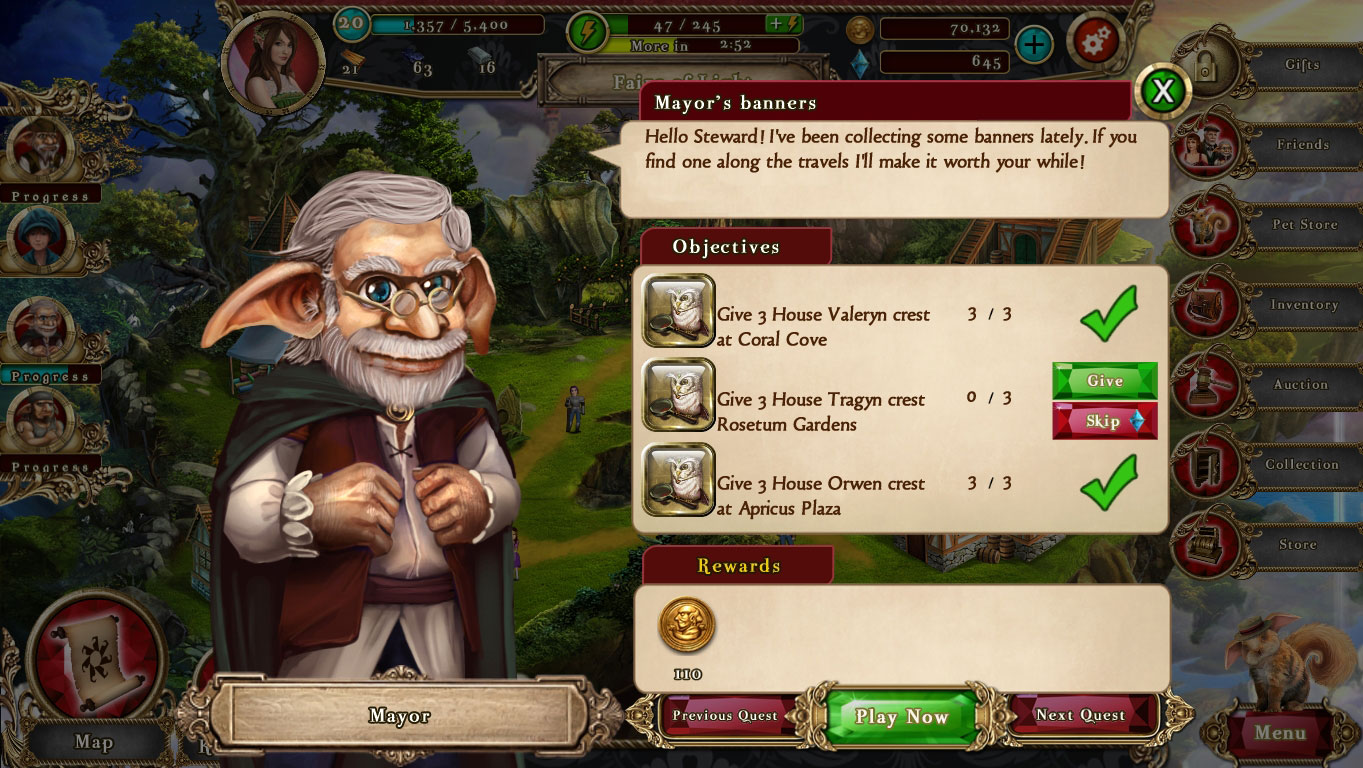 20
1,357 / 5,400
47 / 245
More in 2:52
70,132
645
21
63
16
Gifts
Friends
Pet Store
Inventory
Auction
Collection
Store
Progress
Progress
Progress
Mayor's banners
X
Hello Steward! I've been collecting some banners lately. If you
find one along the travels I'll make it worth your while!
Objectives
Give 3 House Valeryn crest
at Coral Cove
3 / 3
Give 3 House Tragyn crest
Rosetum Gardens
0 / 3
Give
Skip
Give 3 House Orwen crest
at Apricus Plaza
3 / 3
Rewards
110
Mayor
Previous Quest
Play Now
Next Quest
Map
Menu